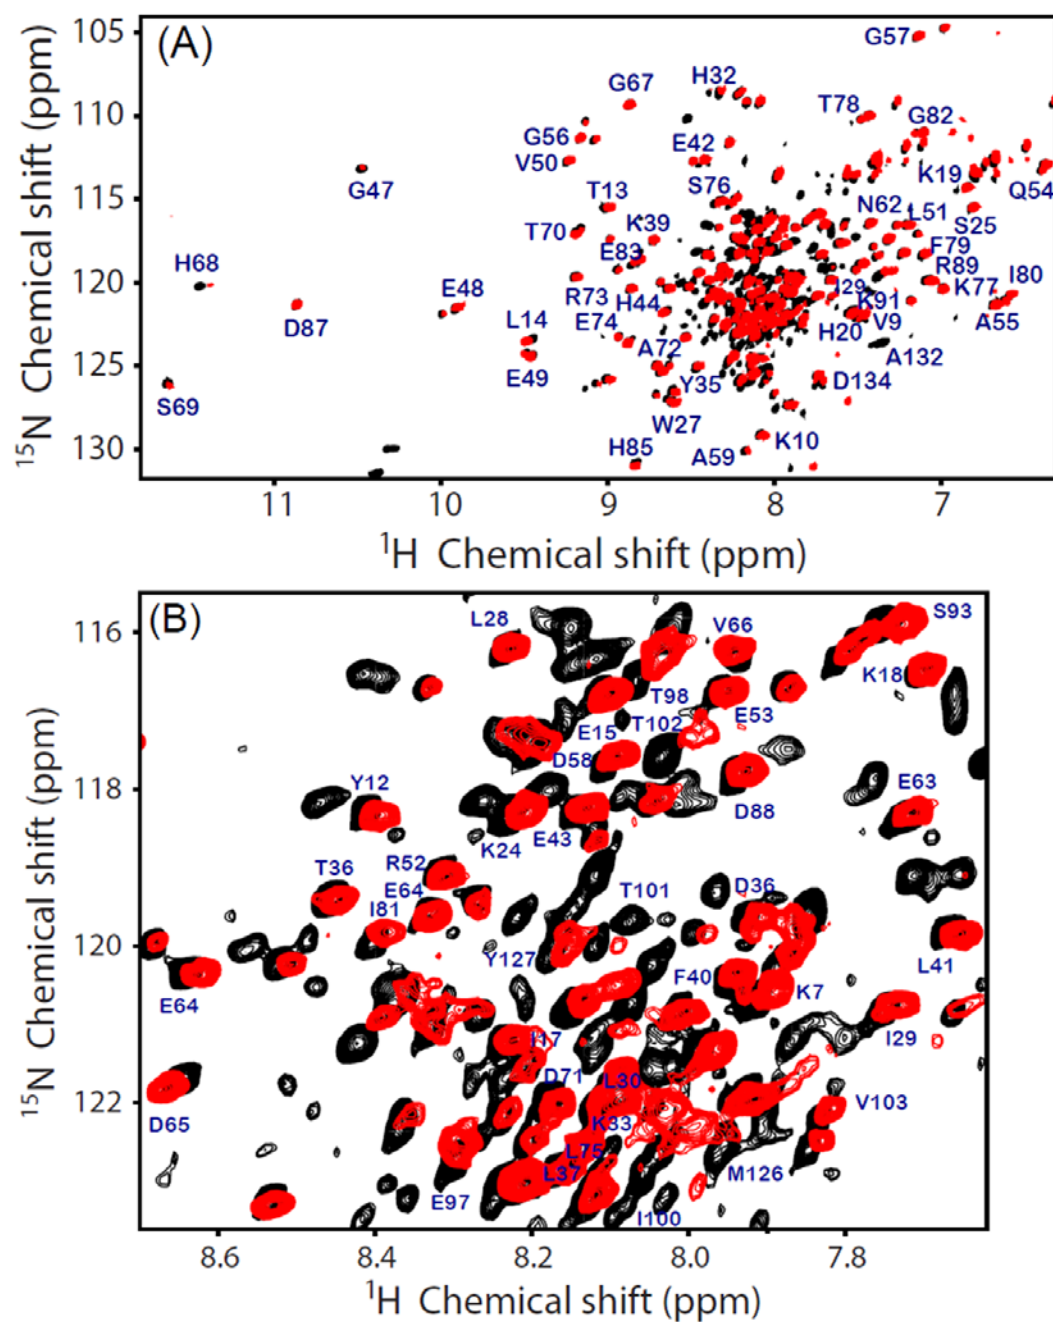 (A)
105
G57
G67
H32
T78
110
G82
G56
E42
V50
G47
K19
S76
Q54
115
T13
N62
L51
S25
K39
T70
F79
E83
R89
H68
I80
120
E48
R73
H44
I29
K91
K77
D87
L14
E74
H20
V9
A55
A72
A132
125
E49
Y35
D134
S69
W27
H85
A59
K10
130
11
10
9
8
7
¹H Chemical shift (ppm)
¹⁵N Chemical shift (ppm)
(B)
116
L28
V66
S93
K18
T98
E53
E15
T102
D58
118
Y12
E63
D88
K24
E43
R52
T36
E64
T101
D36
I81
120
Y127
F40
L41
E64
K7
I17
I29
D71
L30
122
V103
D65
K33
L75
L37
M126
E97
I100
8.6
8.4
8.2
8.0
7.8
¹H Chemical shift (ppm)
¹⁵N Chemical shift (ppm)